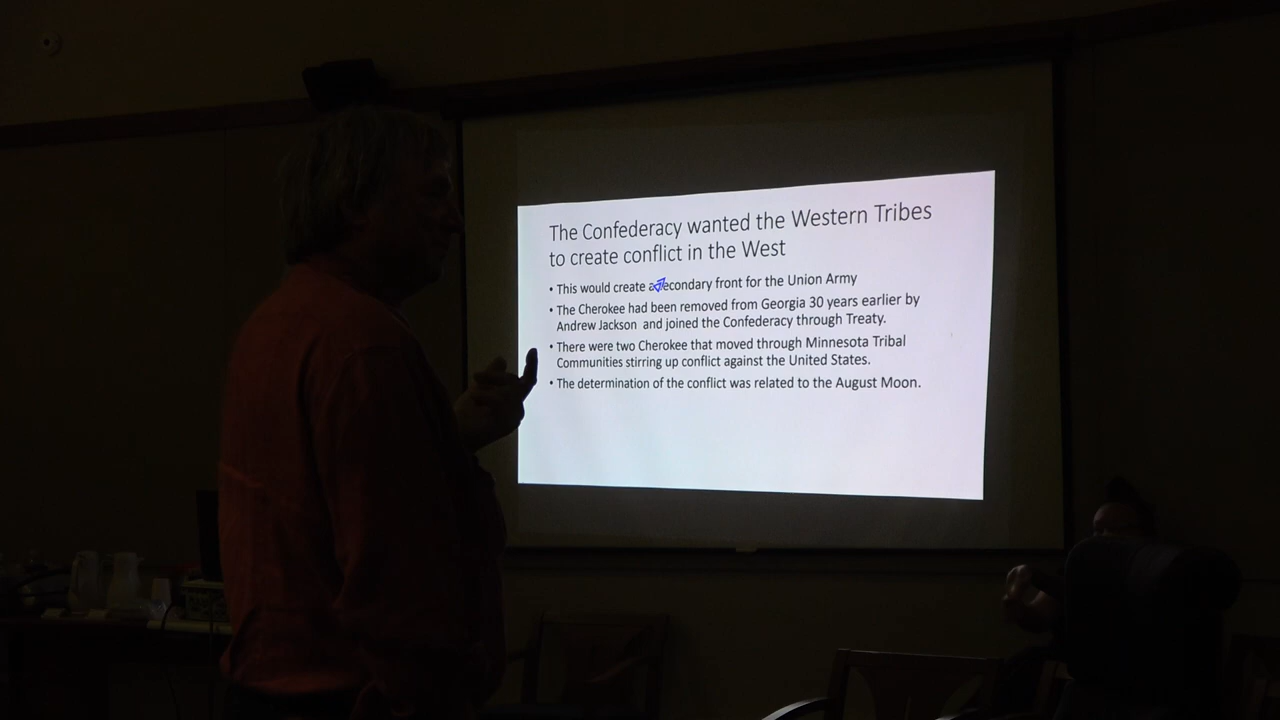 The Confederacy wanted the Western Tribes
to create conflict in the West
• This would create a secondary front for the Union Army
• The Cherokee had been removed from Georgia 30 years earlier by
Andrew Jackson and joined the Confederacy through Treaty.
• There were two Cherokee that moved through Minnesota Tribal
Communities stirring up conflict against the United States.
• The determination of the conflict was related to the August Moon.